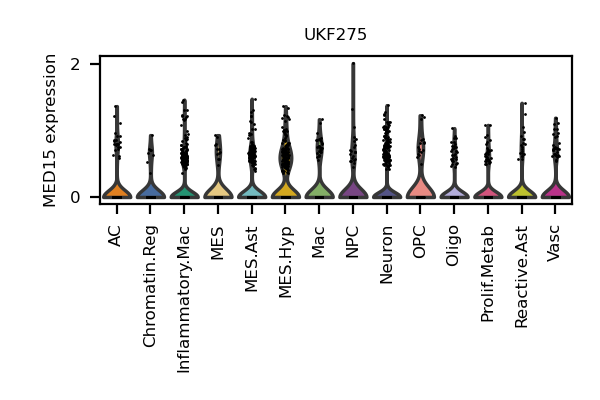 UKF275
MED15 expression
2
0
AC
Chromatin.Reg
Inflammatory.Mac
MES
MES.Ast
MES.Hyp
Mac
NPC
Neuron
OPC
Oligo
Prolif.Metab
Reactive.Ast
Vasc